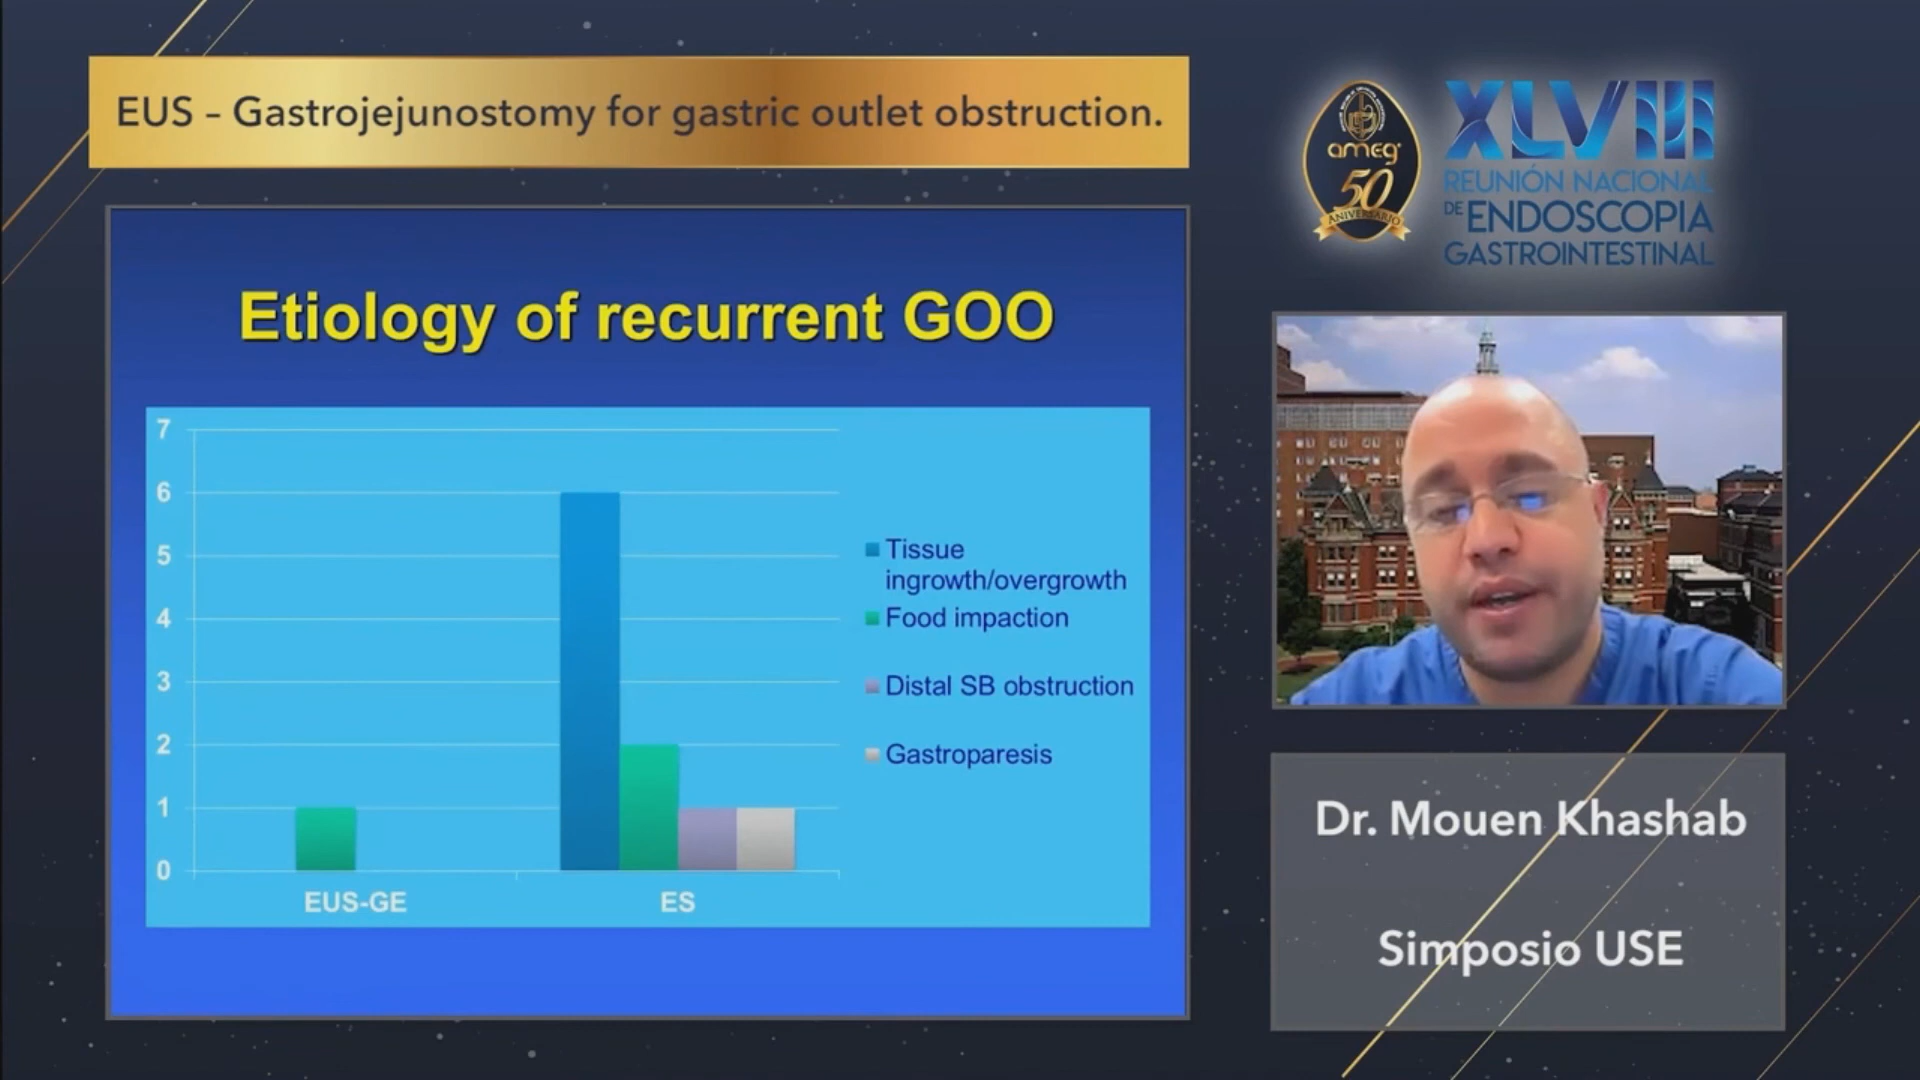 EUS – Gastrojejunostomy for gastric outlet obstruction.
ameg
50
ANIVERSARIO
XLVIII
REUNIÓN NACIONAL
DE ENDOSCOPIA
GASTROINTESTINAL
Etiology of recurrent GOO
7
6
5
4
3
2
1
0
EUS-GE
ES
Tissue
ingrowth/overgrowth
Food impaction
Distal SB obstruction
Gastroparesis
Dr. Mouen Khashab
Simposio USE